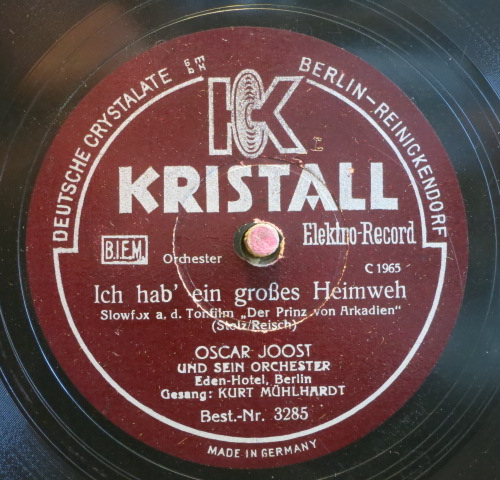 DEUTSCHE CRYSTALATE GmbH BERLIN-REINICKENDORF
K
KRISTALL
Elektro-Record
B.I.E.M.
Orchester
C 1965
Ich hab' ein großes Heimweh
Slowfox a. d. Tonfilm „Der Prinz von Arkadien“
(Stolz/Reisch)
OSCAR JOOST
UND SEIN ORCHESTER
Eden-Hotel, Berlin
Gesang: KURT MÜHLHARDT
Best.-Nr. 3285
MADE IN GERMANY